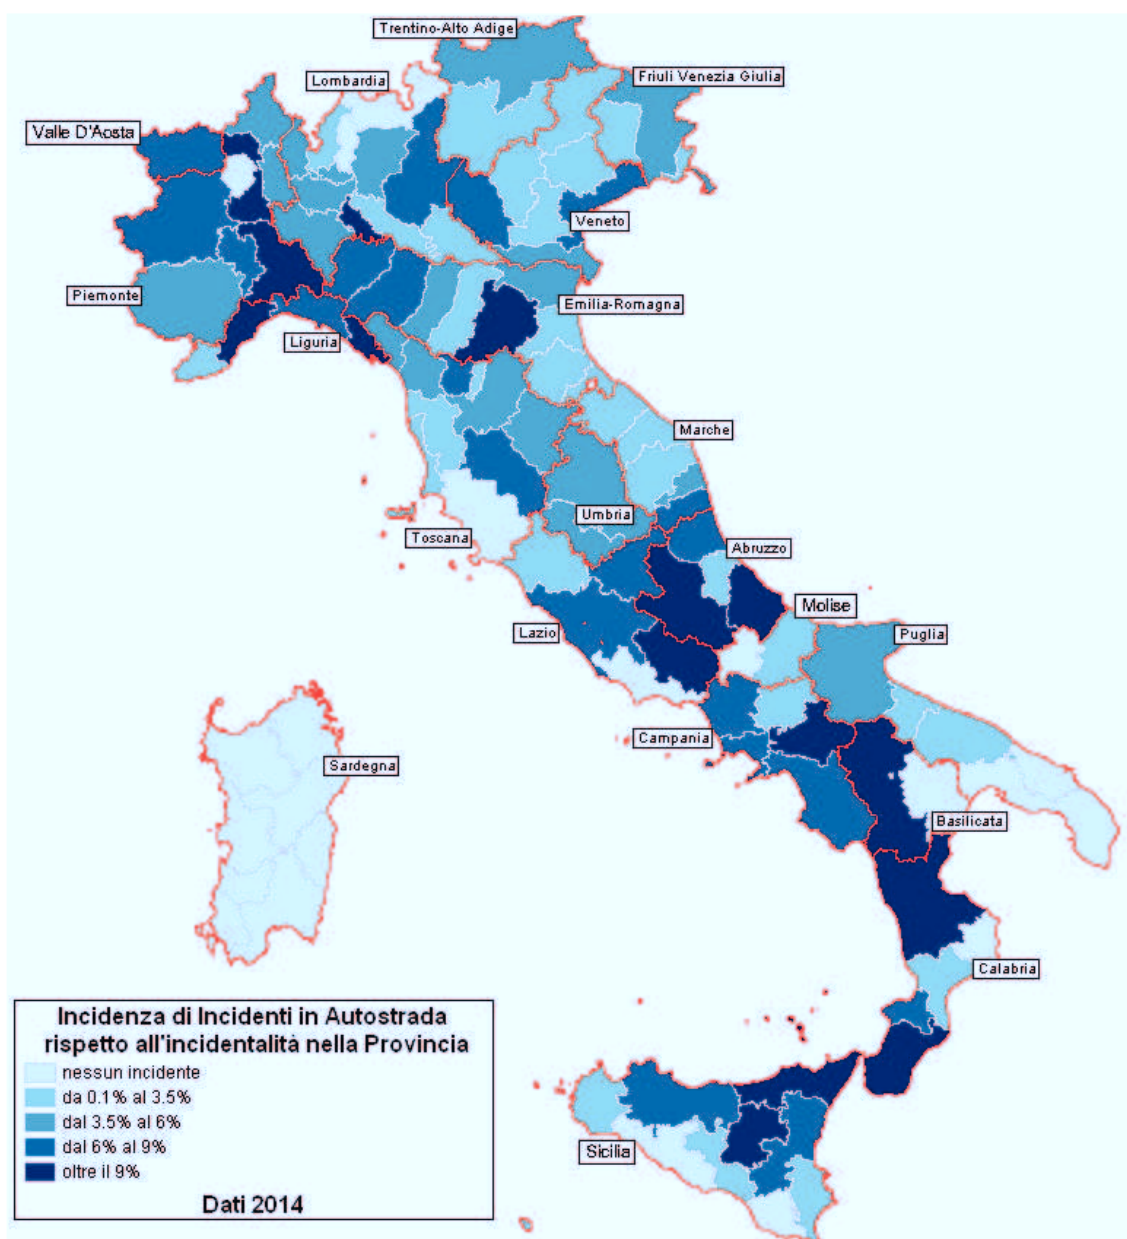 Trentino-Alto Adige
Lombardia
Friuli Venezia Giulia
Valle D'Aosta
Veneto
Piemonte
Emilia-Romagna
Liguria
Marche
Umbria
Toscana
Abruzzo
Molise
Lazio
Puglia
Campania
Sardegna
Basilicata
Calabria
Sicilia
Incidenza di Incidenti in Autostrada
rispetto all'incidentalità nella Provincia
nessun incidente
da 0.1% al 3.5%
dal 3.5% al 6%
dal 6% al 9%
oltre il 9%
Dati 2014